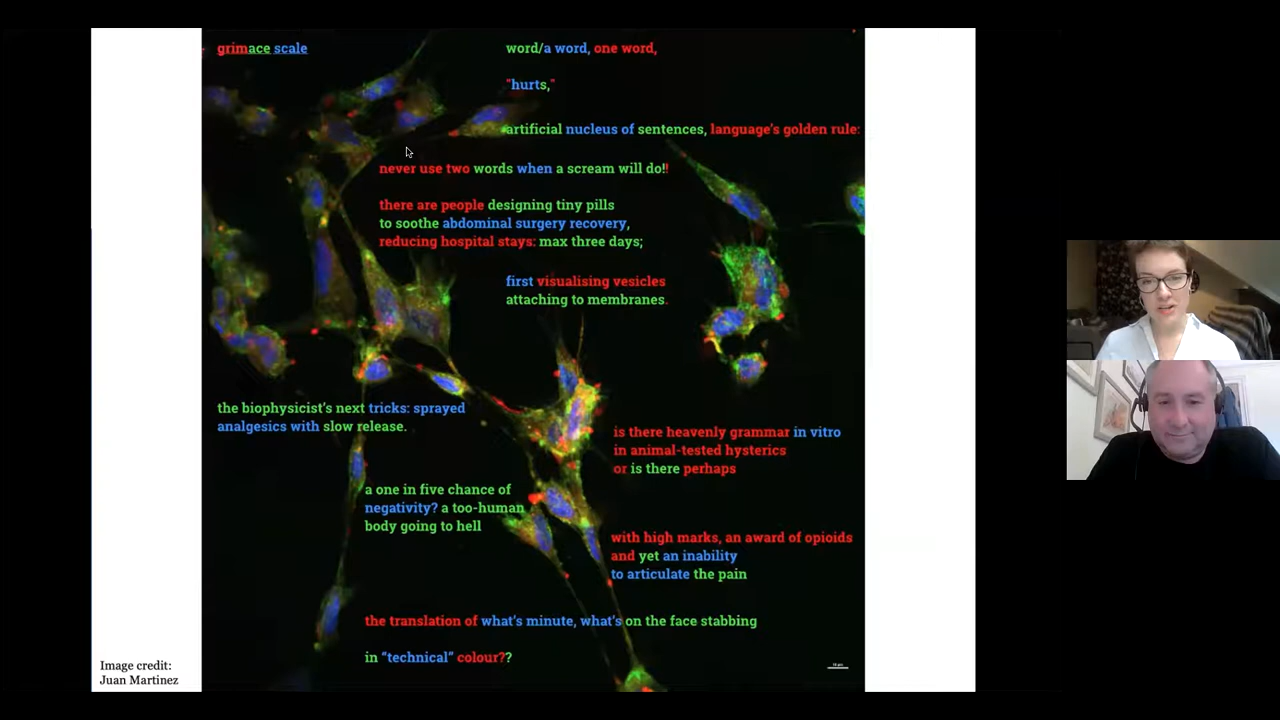 grimace scale
word/a word, one word,
"hurts,"
artificial nucleus of sentences, language's golden rule:
never use two words when a scream will do!!
there are people designing tiny pills
to soothe abdominal surgery recovery,
reducing hospital stays: max three days;
first visualising vesicles
attaching to membranes.
the biophysicist's next tricks: sprayed
analgesics with slow release.
is there heavenly grammar in vitro
in animal-tested hysterics
or is there perhaps
a one in five chance of
negativity? a too-human
body going to hell
with high marks, an award of opioids
and yet an inability
to articulate the pain
the translation of what's minute, what's on the face stabbing
in "technical" colour??
Image credit:
Juan Martinez